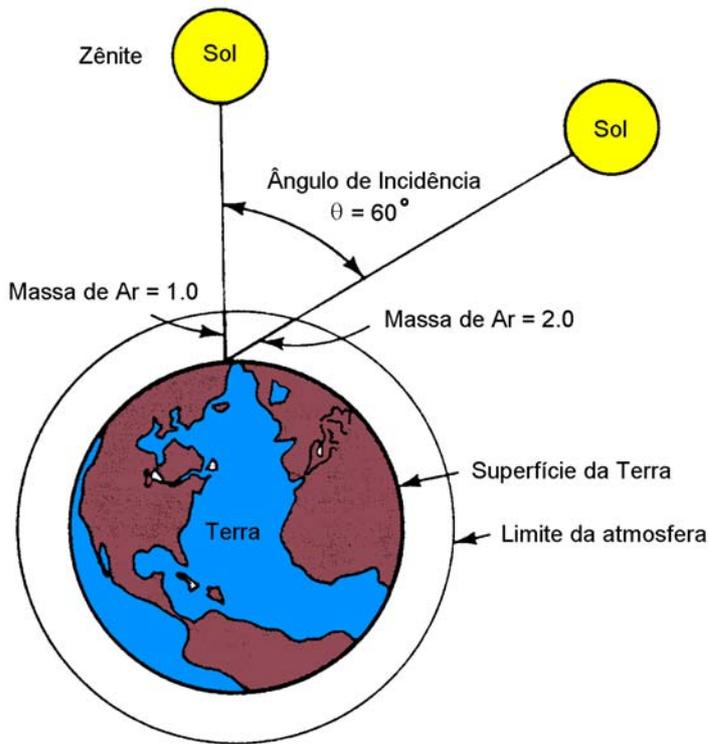 Zênite
Sol
Sol
Ângulo de Incidência
θ = 60°
Massa de Ar = 1.0
Massa de Ar = 2.0
Superfície da Terra
Terra
Limite da atmosfera